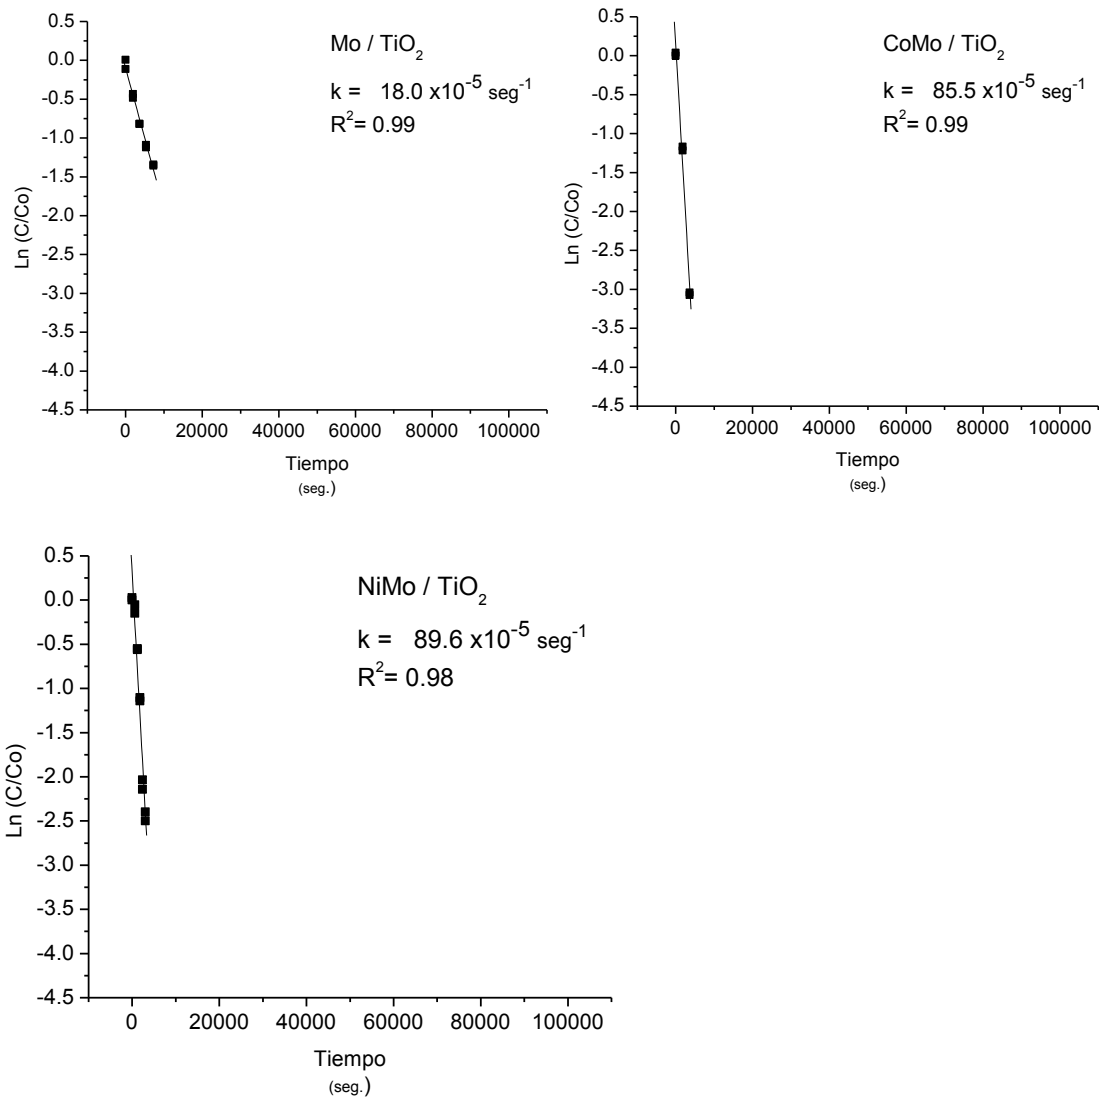 Mo / TiO2
k = 18.0 x10-5 seg-1
R2= 0.99
Ln (C/Co)
0.5
0.0
-0.5
-1.0
-1.5
-2.0
-2.5
-3.0
-3.5
-4.0
-4.5
0 20000 40000 60000 80000 100000
Tiempo
(seg.)
CoMo / TiO2
k = 85.5 x10-5 seg-1
R2= 0.99
Ln (C/Co)
0.5
0.0
-0.5
-1.0
-1.5
-2.0
-2.5
-3.0
-3.5
-4.0
-4.5
0 20000 40000 60000 80000 100000
Tiempo
(seg.)
NiMo / TiO2
k = 89.6 x10-5 seg-1
R2= 0.98
Ln (C/Co)
0.5
0.0
-0.5
-1.0
-1.5
-2.0
-2.5
-3.0
-3.5
-4.0
-4.5
0 20000 40000 60000 80000 100000
Tiempo
(seg.)